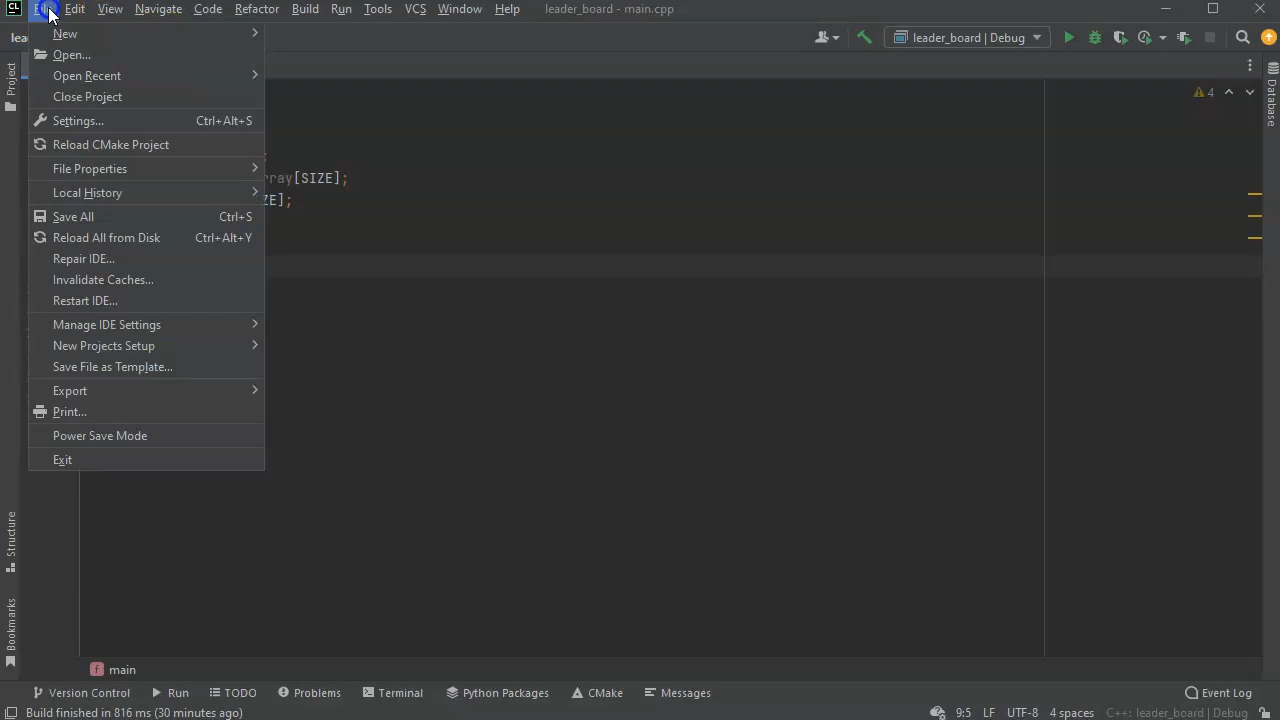 CL
Edit View Navigate Code Refactor Build Run Tools VCS Window Help leader_board - main.cpp
leader_board | Debug
New
Open...
Open Recent
Close Project
Settings... Ctrl+Alt+S
Reload CMake Project
File Properties
Local History
Save All Ctrl+S
Reload All from Disk Ctrl+Alt+Y
Repair IDE...
Invalidate Caches...
Restart IDE...
Manage IDE Settings
New Projects Setup
Save File as Template...
Export
Print...
Power Save Mode
Exit
Project
4
Database
rray[SIZE];
ZE];
Structure
Bookmarks
f main
Version Control Run TODO Problems Terminal Python Packages CMake Messages Event Log
Build finished in 816 ms (30 minutes ago) 9:5 LF UTF-8 4 spaces C++: leader_board | Debug